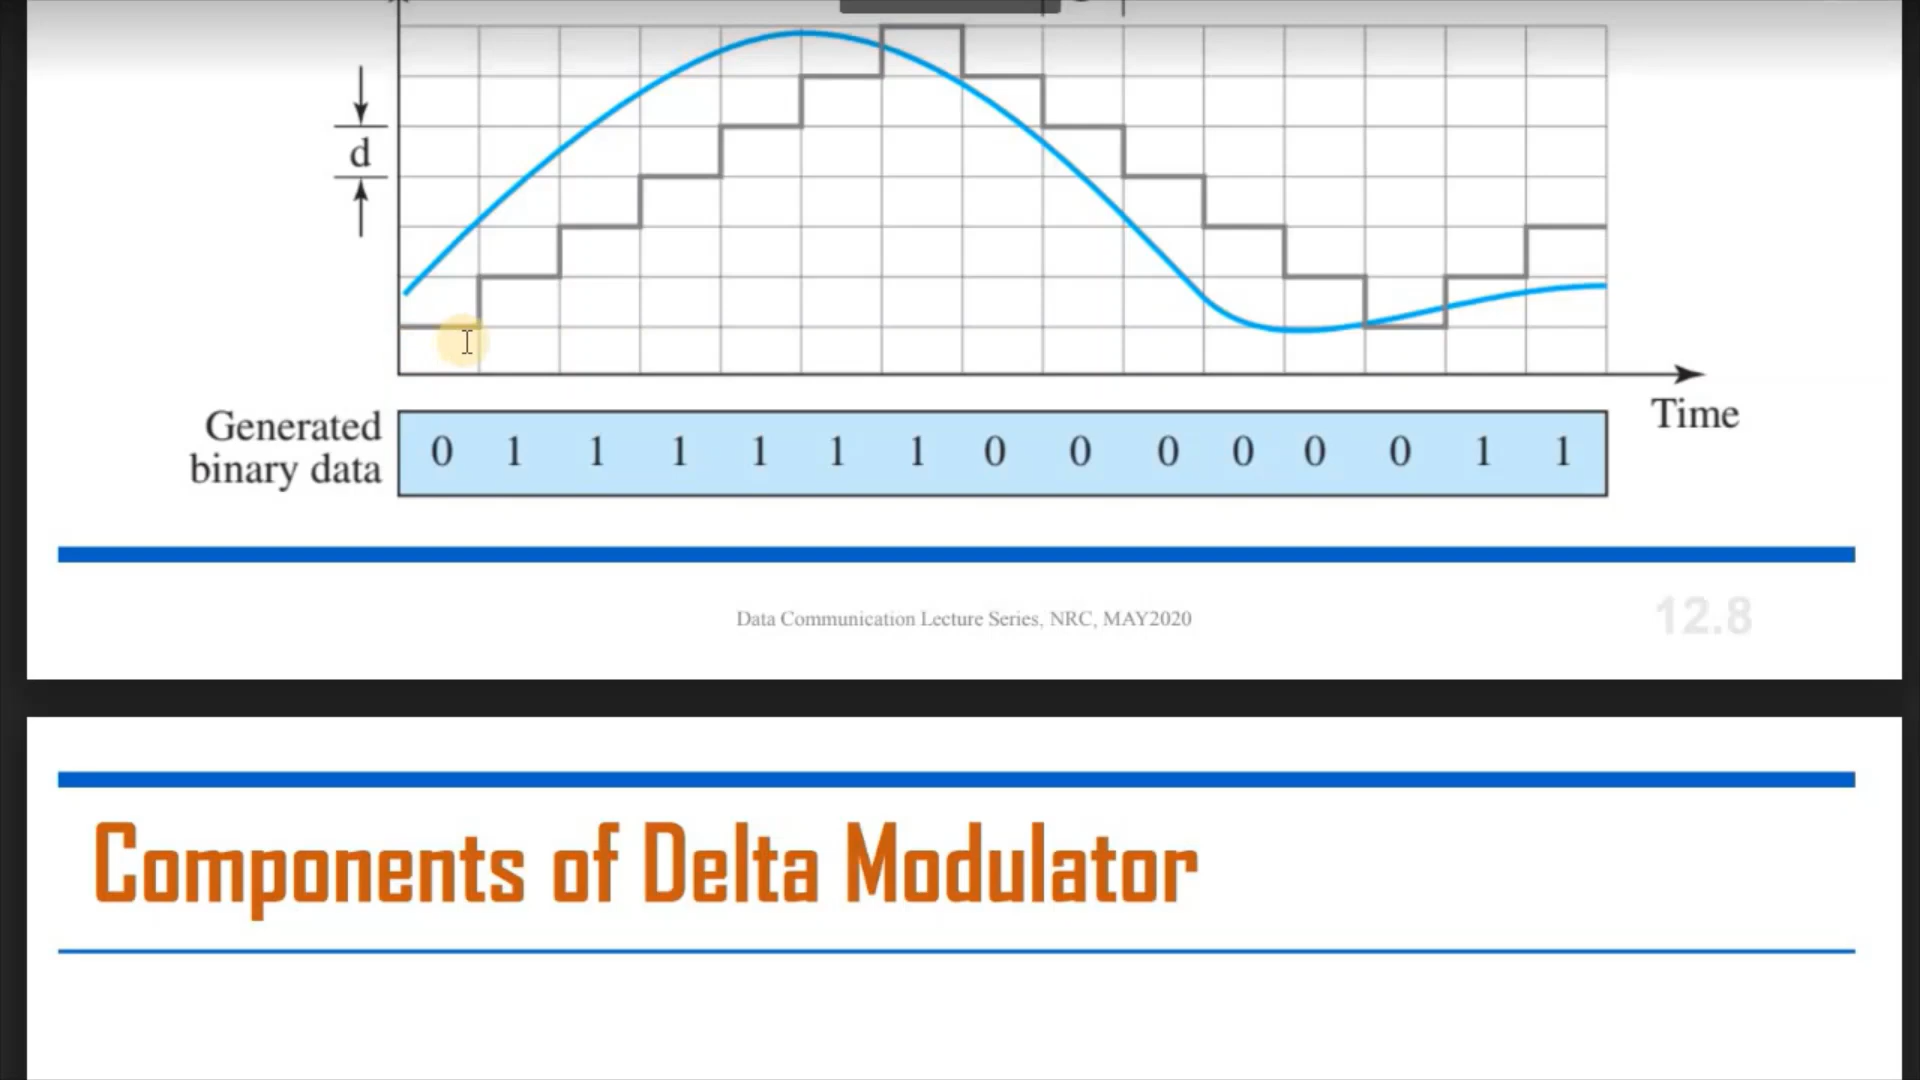 d
Time
Generated
binary data
0 1 1 1 1 1 1 0 0 0 0 0 0 1 1
Data Communication Lecture Series, NRC, MAY2020
12.8
Components of Delta Modulator